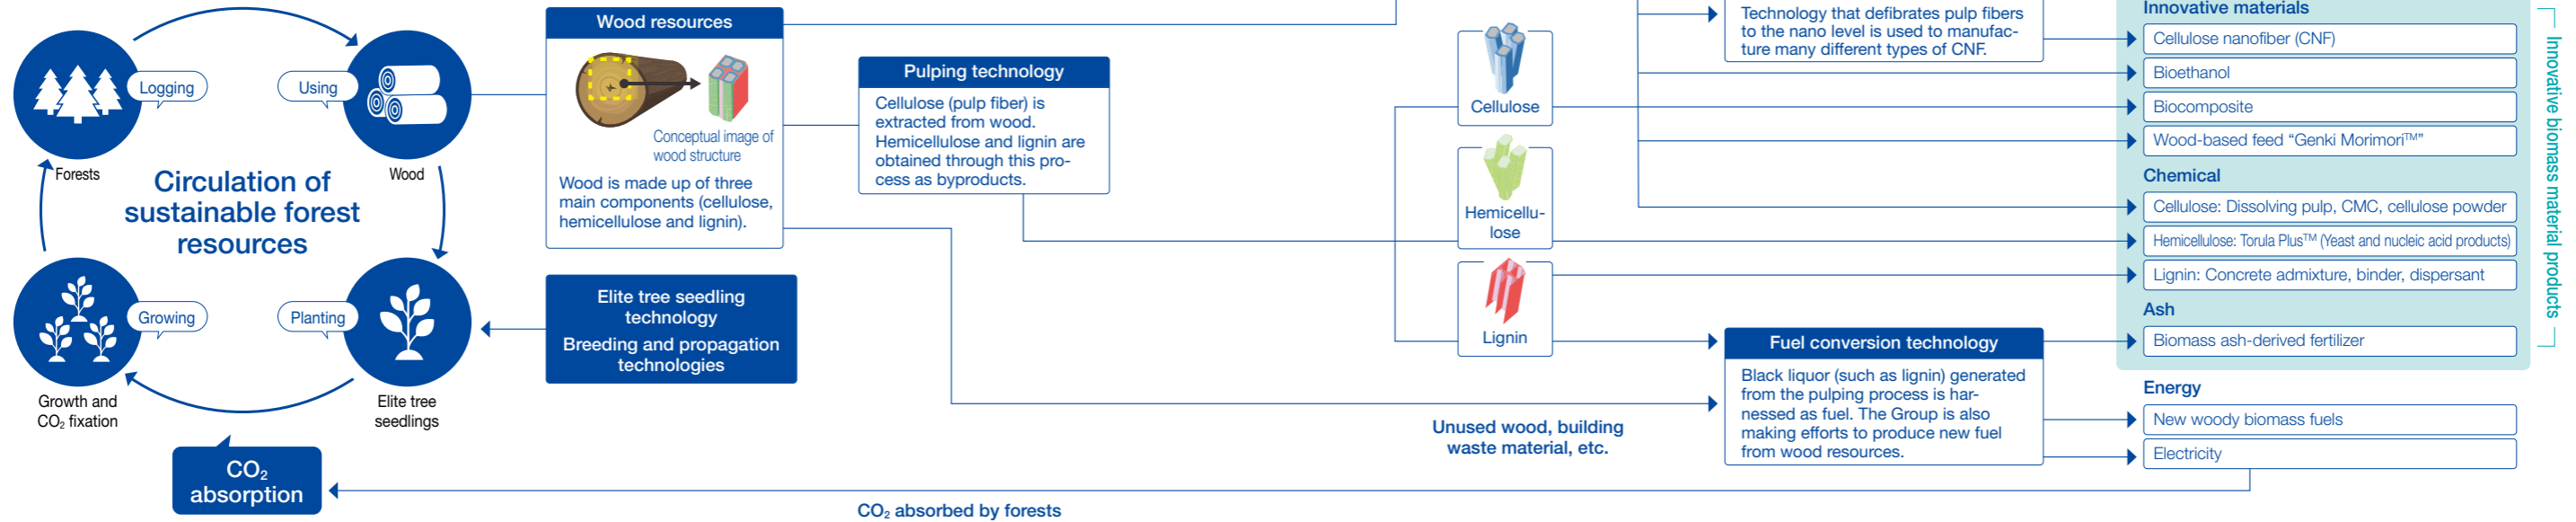 Logging
Using
Forests
Wood
Circulation of
sustainable forest
resources
Growing
Planting
Growth and
CO₂ fixation
Elite tree
seedlings
CO₂
absorption
Wood resources
Conceptual image of
wood structure
Wood is made up of three
main components (cellulose,
hemicellulose and lignin).
Elite tree seedling
technology
Breeding and propagation
technologies
Pulping technology
Cellulose (pulp fiber) is
extracted from wood.
Hemicellulose and lignin are
obtained through this pro-
cess as byproducts.
Cellulose
Hemicellu-
lose
Lignin
Unused wood, building
waste material, etc.
CO₂ absorbed by forests
Technology that defibrates pulp fibers
to the nano level is used to manufac-
ture many different types of CNF.
Fuel conversion technology
Black liquor (such as lignin) generated
from the pulping process is har-
nessed as fuel. The Group is also
making efforts to produce new fuel
from wood resources.
Innovative materials
Cellulose nanofiber (CNF)
Bioethanol
Biocomposite
Wood-based feed “Genki Morimori™”
Chemical
Cellulose: Dissolving pulp, CMC, cellulose powder
Hemicellulose: Torula Plus™ (Yeast and nucleic acid products)
Lignin: Concrete admixture, binder, dispersant
Ash
Biomass ash-derived fertilizer
Energy
New woody biomass fuels
Electricity
Innovative biomass material products